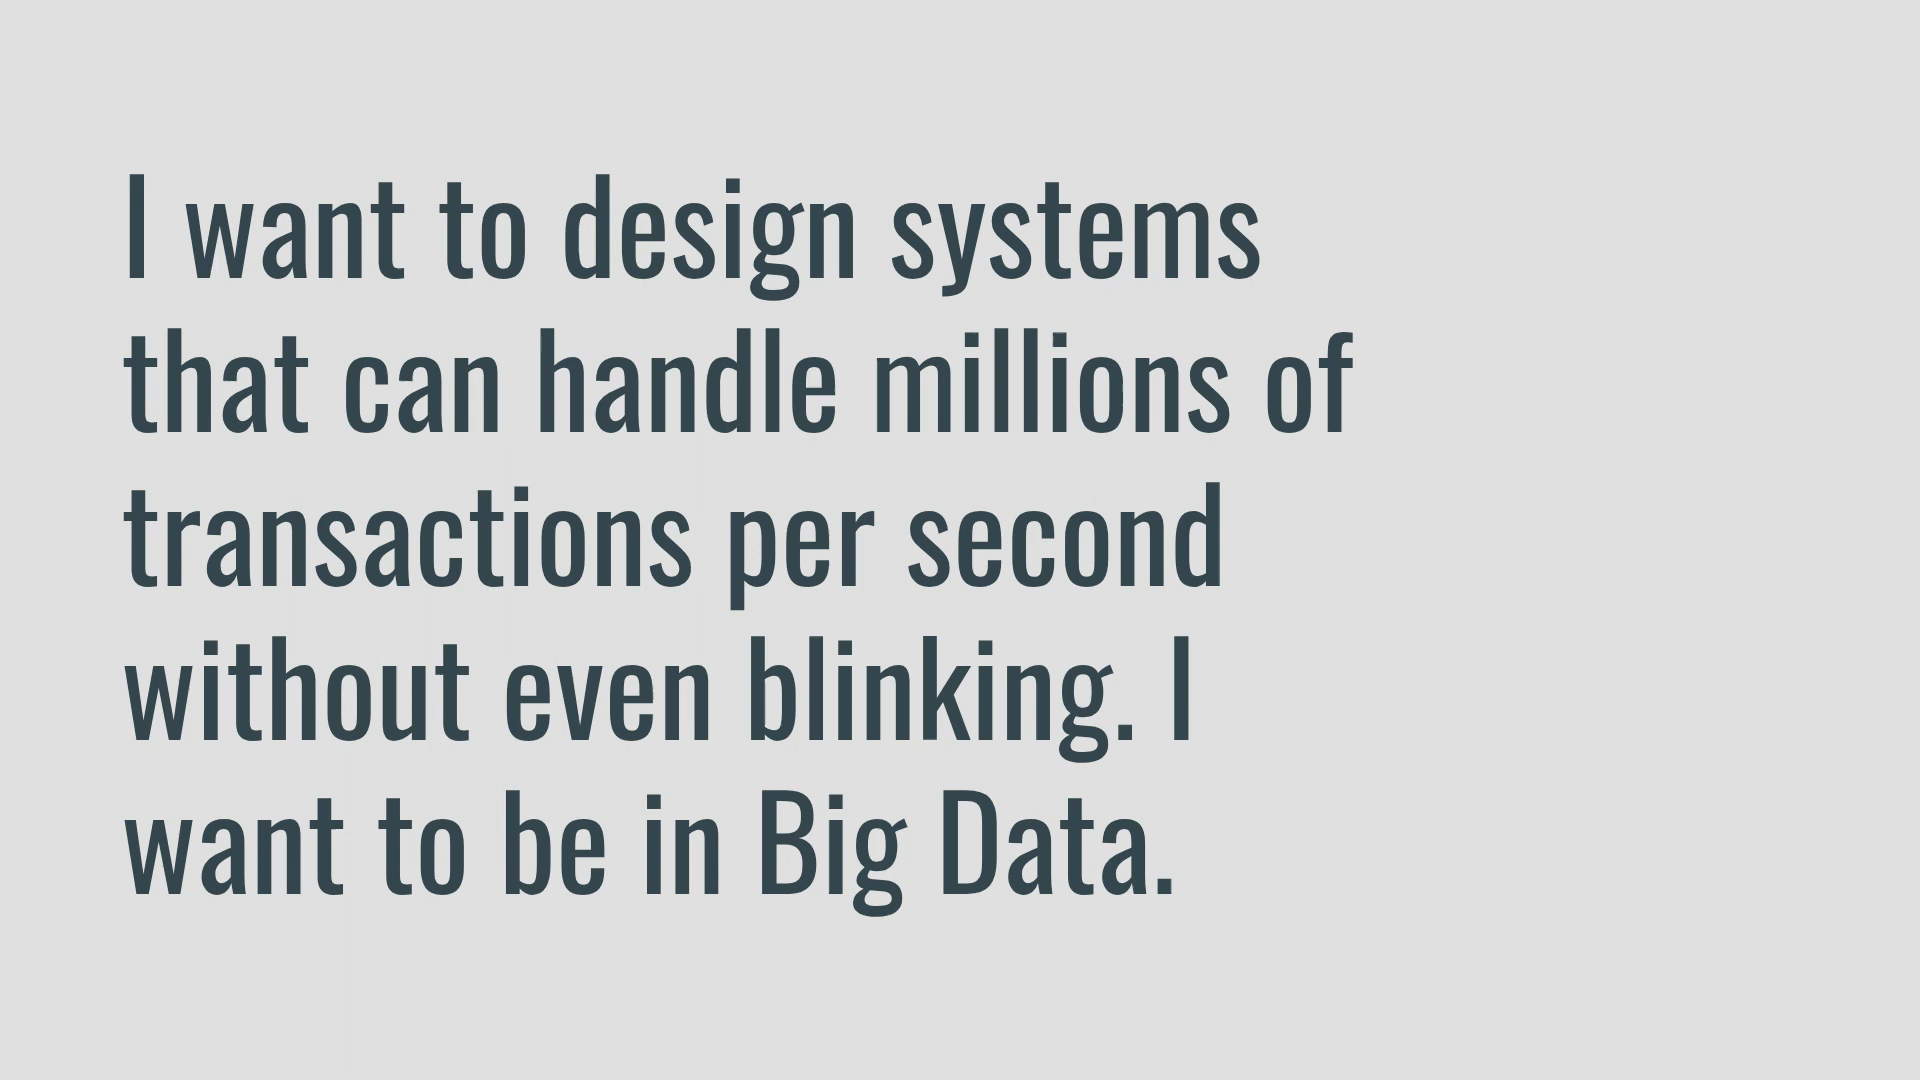 I want to design systems
that can handle millions of
transactions per second
without even blinking. I
want to be in Big Data.